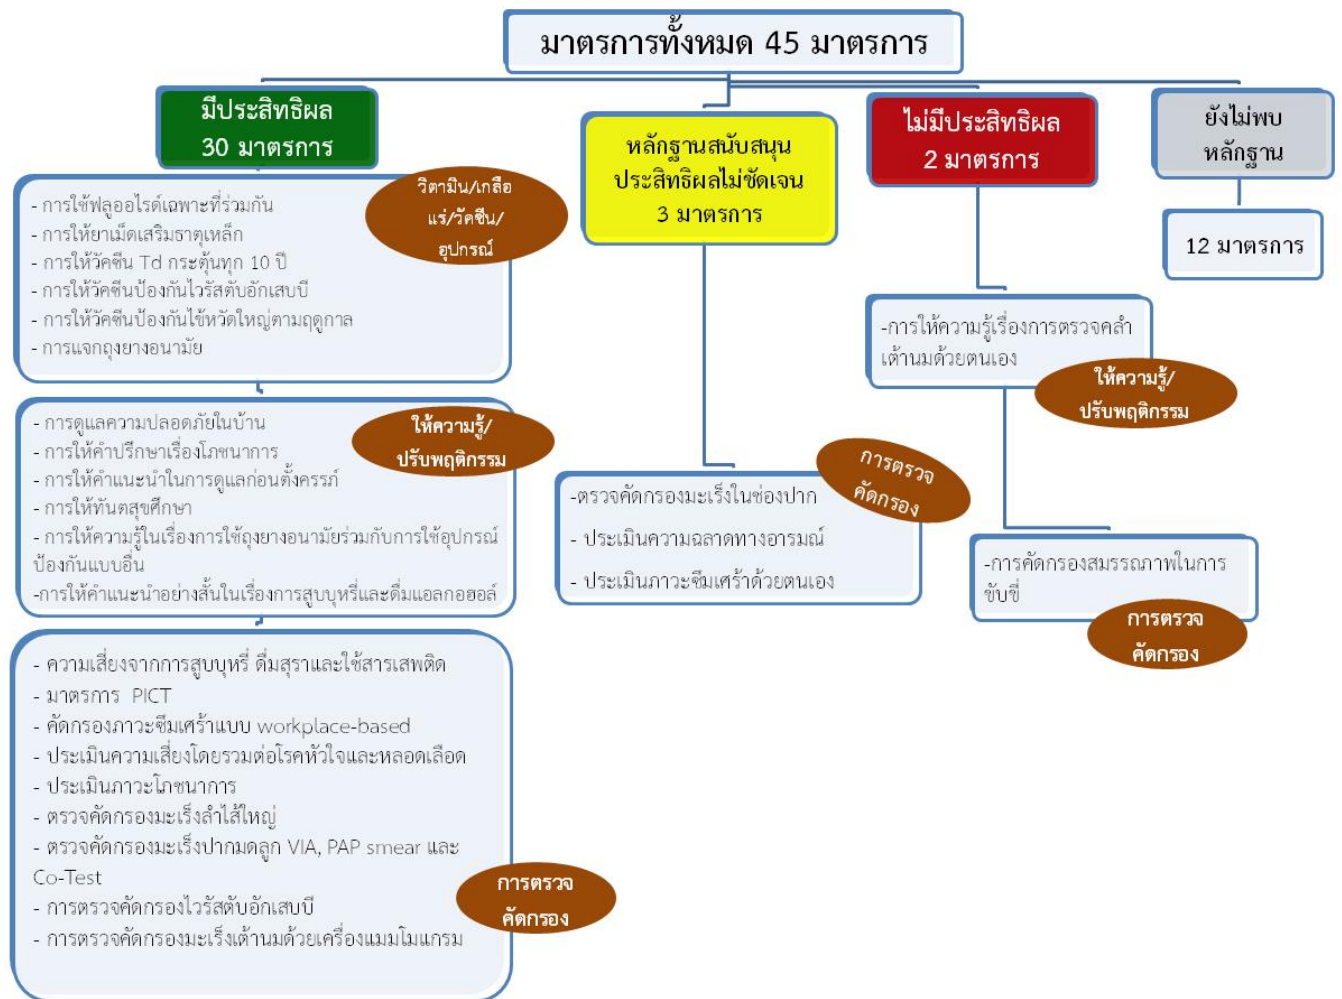 มาตรการทั้งหมด 45 มาตรการ
มีประสิทธิผล
30 มาตรการ
วิตามิน/เกลือ
แร่/วัคซีน/
อุปกรณ์
- การใช้ฟลูออไรด์เฉพาะที่ร่วมกัน
- การให้ยาเม็ดเสริมธาตุเหล็ก
- การให้วัคซีน Td กระตุ้นทุก 10 ปี
- การให้วัคซีนป้องกันไวรัสตับอักเสบบี
- การให้วัคซีนป้องกันไข้หวัดใหญ่ตามฤดูกาล
- การแจกถุงยางอนามัย
ให้ความรู้/
ปรับพฤติกรรม
- การดูแลความปลอดภัยในบ้าน
- การให้คำปรึกษาเรื่องโภชนาการ
- การให้คำแนะนำในการดูแลก่อนตั้งครรภ์
- การให้ทันตสุขศึกษา
- การให้ความรู้ในเรื่องการใช้ถุงยางอนามัยร่วมกับการใช้อุปกรณ์
ป้องกันแบบอื่น
-การให้คำแนะนำอย่างสั้นในเรื่องการสูบบุหรี่และดื่มแอลกอฮอล์
- ความเสี่ยงจากการสูบบุหรี่ ดื่มสุราและใช้สารเสพติด
- มาตรการ PICT
- คัดกรองภาวะซึมเศร้าแบบ workplace-based
- ประเมินความเสี่ยงโดยรวมต่อโรคหัวใจและหลอดเลือด
- ประเมินภาวะโภชนาการ
- ตรวจคัดกรองมะเร็งลำไส้ใหญ่
- ตรวจคัดกรองมะเร็งปากมดลูก VIA, PAP smear และ
Co-Test
- การตรวจคัดกรองไวรัสตับอักเสบบี
- การตรวจคัดกรองมะเร็งเต้านมด้วยเครื่องแมมโมแกรม
การตรวจ
คัดกรอง
หลักฐานสนับสนุน
ประสิทธิผลไม่ชัดเจน
3 มาตรการ
การตรวจ
คัดกรอง
-ตรวจคัดกรองมะเร็งในช่องปาก
- ประเมินความฉลาดทางอารมณ์
- ประเมินภาวะซึมเศร้าด้วยตนเอง
ไม่มีประสิทธิผล
2 มาตรการ
-การให้ความรู้เรื่องการตรวจคลำ
เต้านมด้วยตนเอง
ให้ความรู้/
ปรับพฤติกรรม
-การคัดกรองสมรรถภาพในการ
ขับขี่
การตรวจ
คัดกรอง
ยังไม่พบ
หลักฐาน
12 มาตรการ